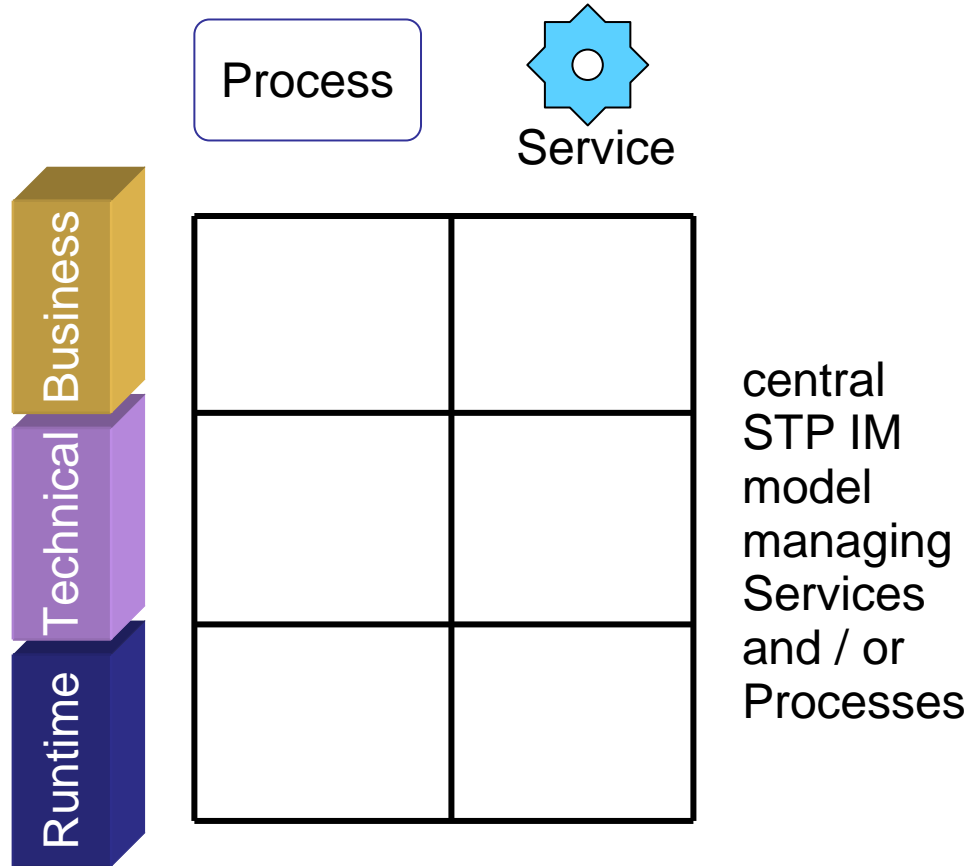 Process
Service
Business
Technical
Runtime
central
STP IM
model
managing
Services
and / or
Processes